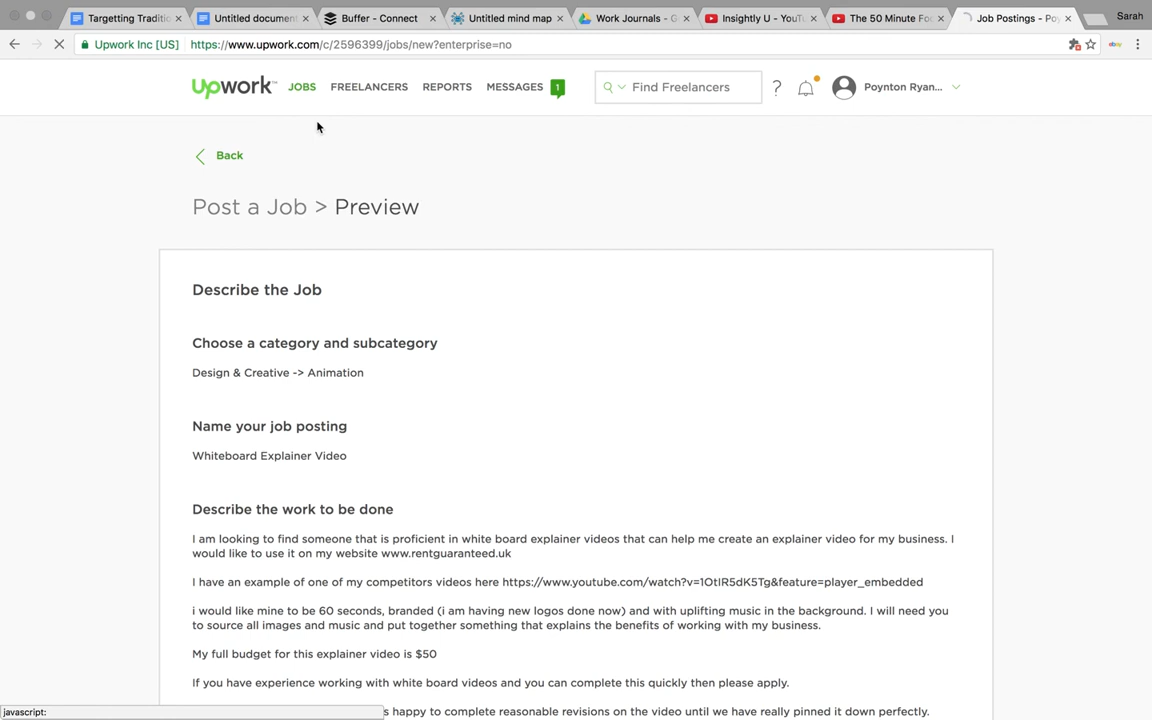 Targetting Traditi
Untitled document
Buffer - Connect
Untitled mind map
Work Journals - G
Insightly U - YouTu
The 50 Minute Fo
Job Postings - Poy
Sarah
Upwork Inc [US]
https://www.upwork.com/c/2596399/jobs/new?enterprise=no
ebay
Upwork™
JOBS
FREELANCERS
REPORTS
MESSAGES
1
Find Freelancers
?
Poynton Ryan...
Back
Post a Job > Preview
Describe the Job
Choose a category and subcategory
Design & Creative -> Animation
Name your job posting
Whiteboard Explainer Video
Describe the work to be done
I am looking to find someone that is proficient in white board explainer videos that can help me create an explainer video for my business. I
would like to use it on my website www.rentguaranteed.uk
I have an example of one of my competitors videos here https://www.youtube.com/watch?v=1OtIR5dK5Tg&feature=player_embedded
i would like mine to be 60 seconds, branded (i am having new logos done now) and with uplifting music in the background. I will need you
to source all images and music and put together something that explains the benefits of working with my business.
My full budget for this explainer video is $50
If you have experience working with white board videos and you can complete this quickly then please apply.
s happy to complete reasonable revisions on the video until we have really pinned it down perfectly.
javascript: